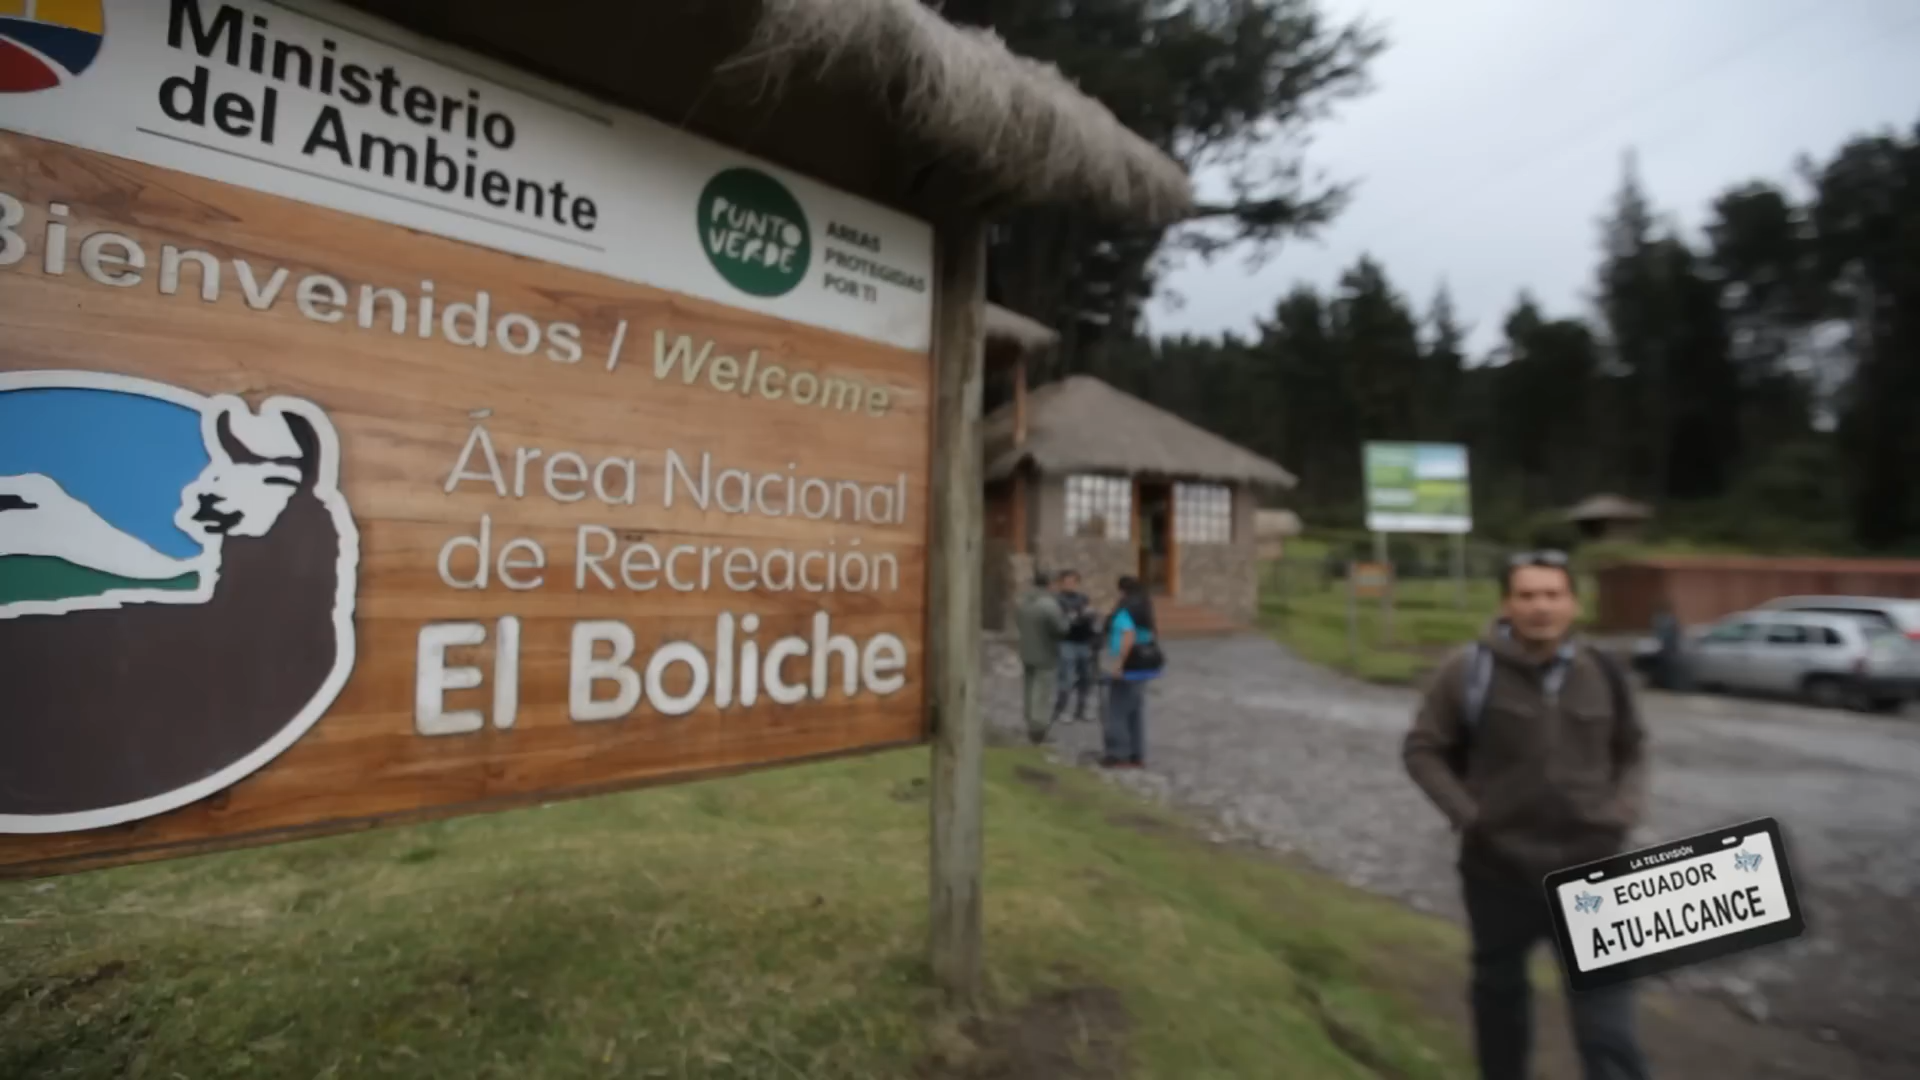 Ministerio
del Ambiente
PUNTO
VERDE
AREAS
PROTEGIDAS
POR TI
Bienvenidos / Welcome
Área Nacional
de Recreación
El Boliche
LA TELEVISIÓN
ECUADOR
A-TU-ALCANCE